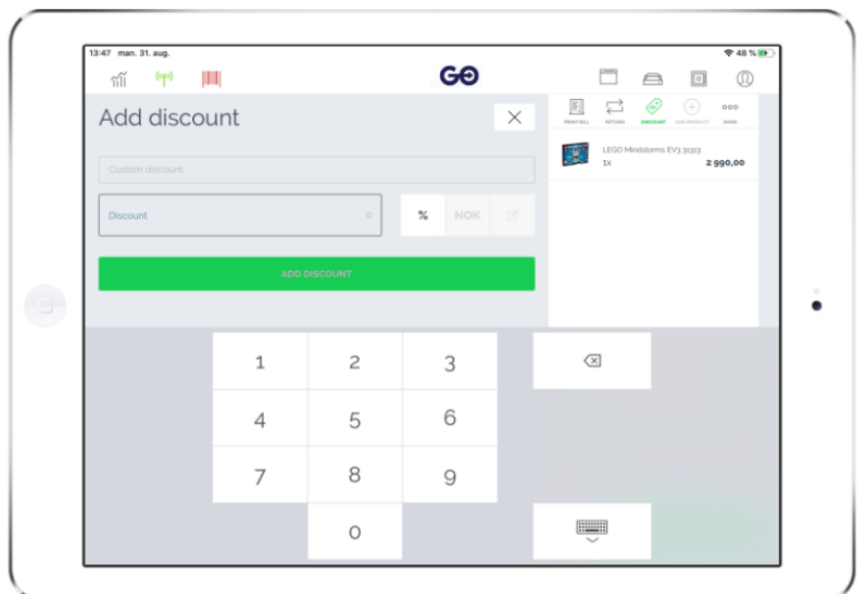 13:47 man. 31. aug.
48 %
GO
Add discount
PRINT BILL RETURN DISCOUNT ADD PRODUCT MORE
Custom discount
LEGO Mindstorms EV3 31313
1x 2 990,00
Discount 0 % NOK
ADD DISCOUNT
1 2 3
4 5 6
7 8 9
0